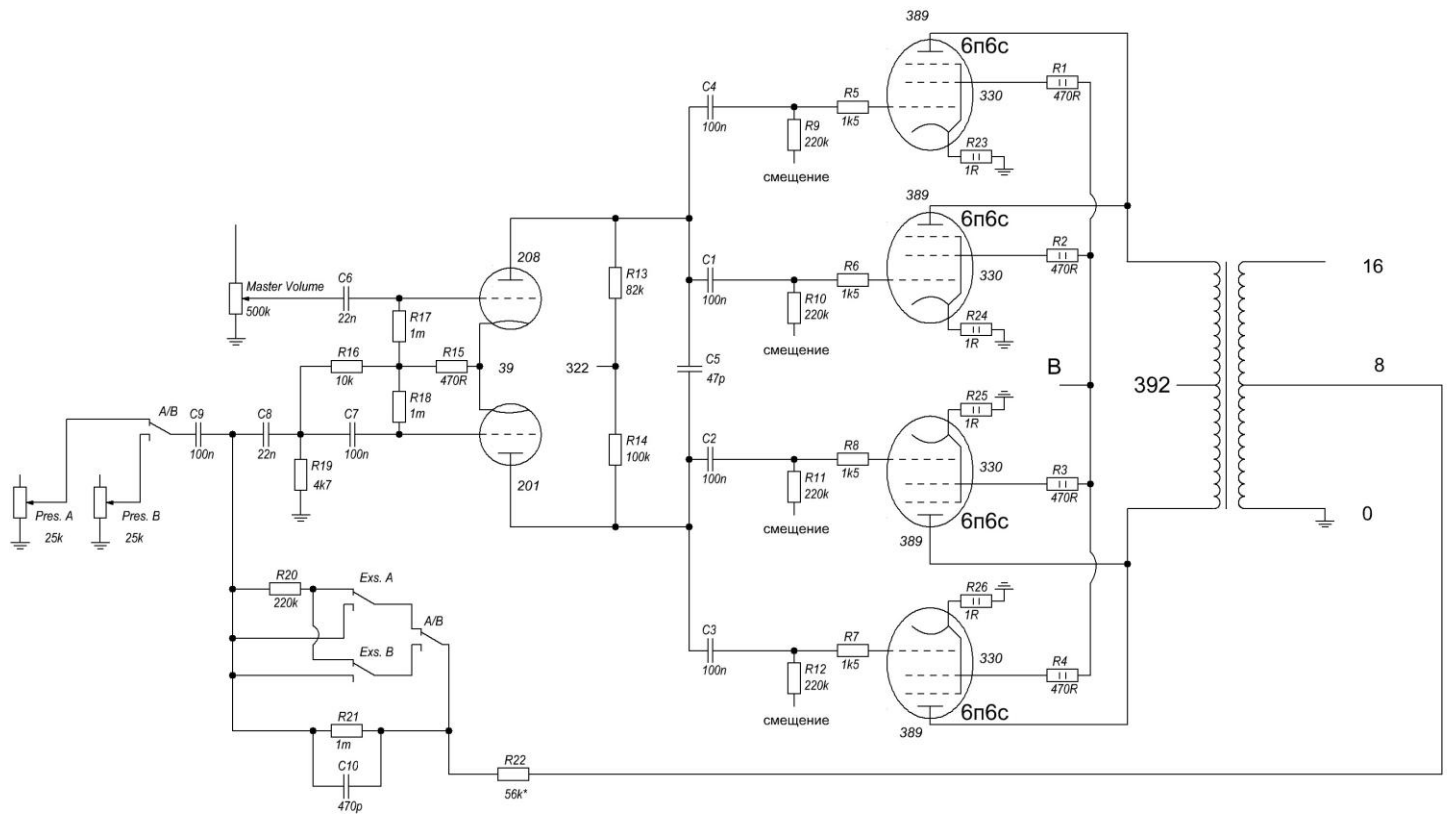 389
6п6с
C4
100n
R5
1k5
R1
470R
330
R9
220k
смещение
R23
1R
389
6п6с
C1
100n
R6
1k5
R2
470R
330
R10
220k
смещение
R24
1R
208
Master Volume
500k
C6
22n
R17
1m
R13
82k
R16
10k
R15
470R
39
322
C5
47p
R18
1m
A/B
C9
100n
C8
22n
C7
100n
R14
100k
R19
4k7
201
Pres. A
25k
Pres. B
25k
B
392
16
8
0
R25
1R
C2
100n
R8
1k5
330
R3
470R
R11
220k
6п6с
смещение
389
R26
1R
C3
100n
R7
1k5
330
R4
470R
R12
220k
6п6с
смещение
389
R20
220k
Exs. A
A/B
Exs. B
R21
1m
C10
470p
R22
56k*